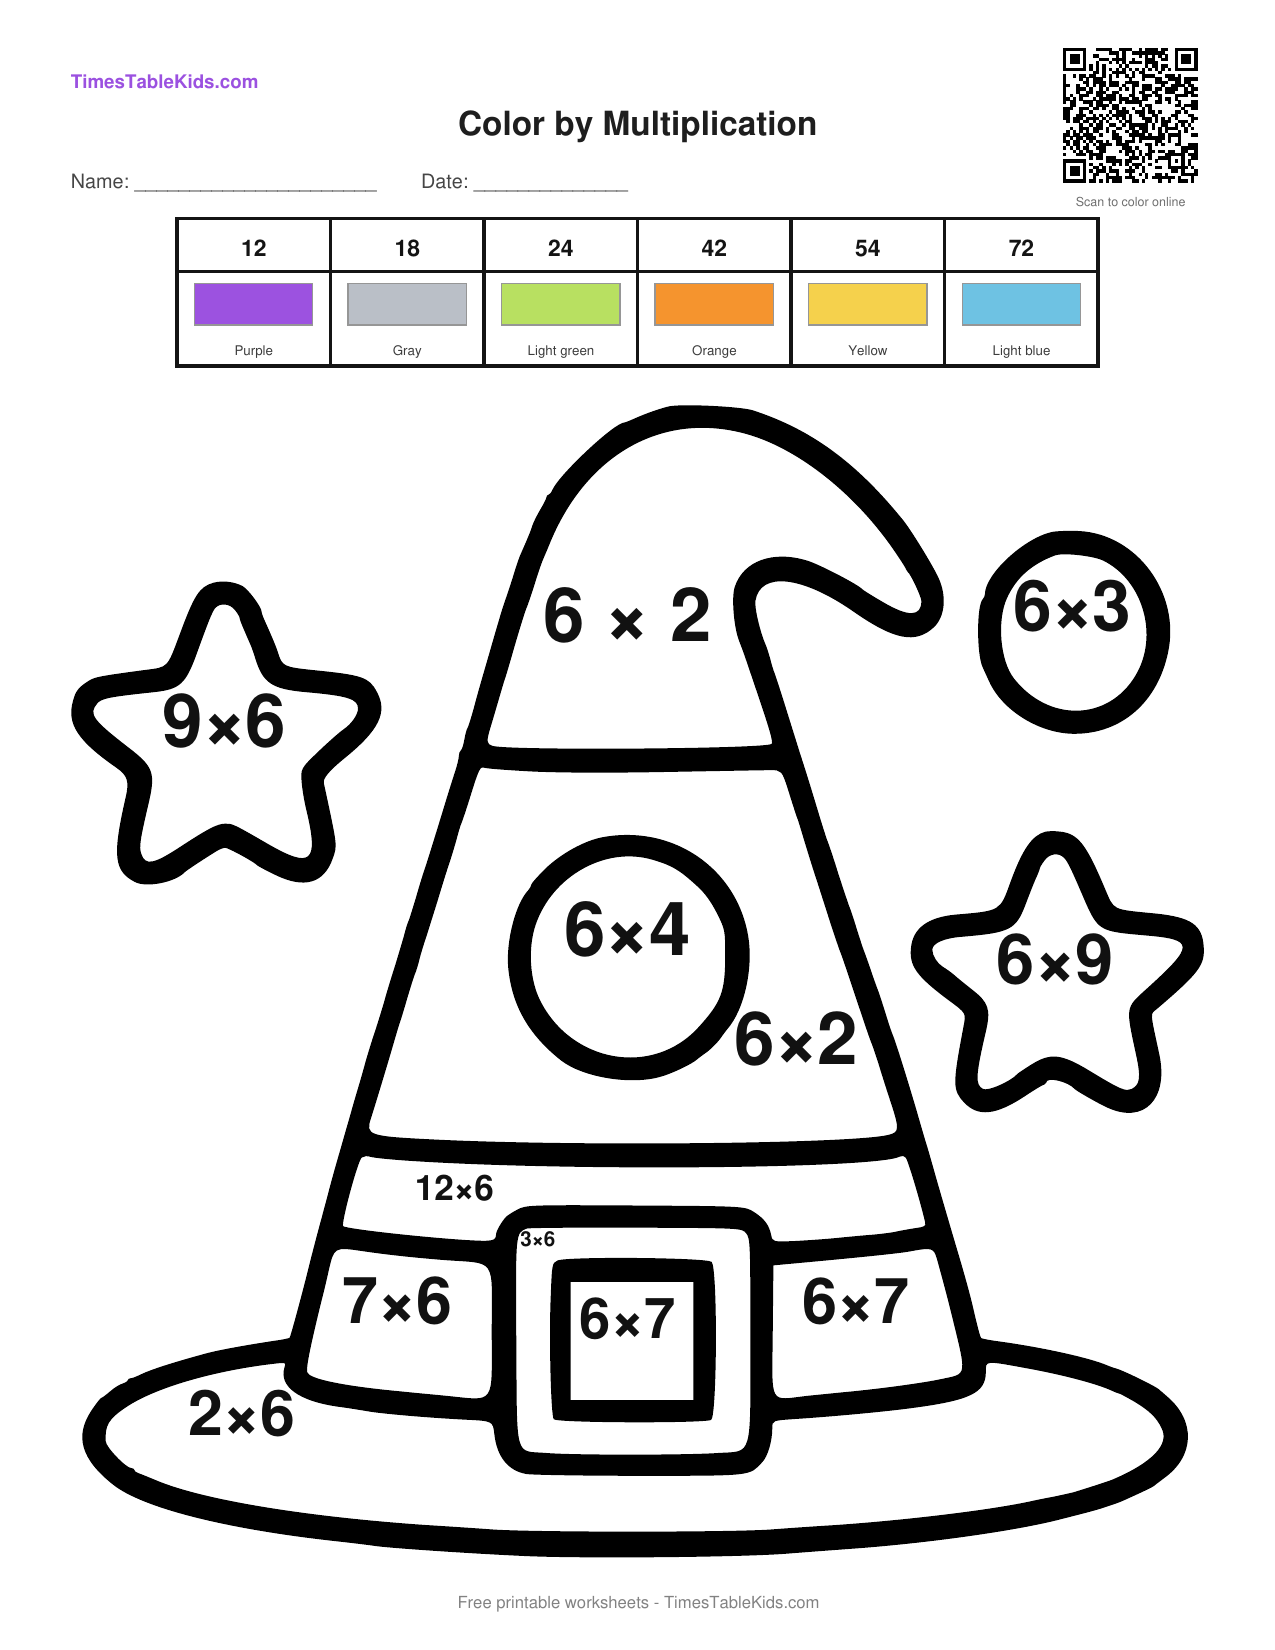 TimesTableKids.com
Color by Multiplication
Name: ______________________ Date: ______________
Scan to color online
12 18 24 42 54 72
Purple Gray Light green Orange Yellow Light blue
6 × 2
6×3
9×6
6×4
6×9
6×2
12×6
3×6
7×6
6×7
6×7
2×6
Free printable worksheets - TimesTableKids.com